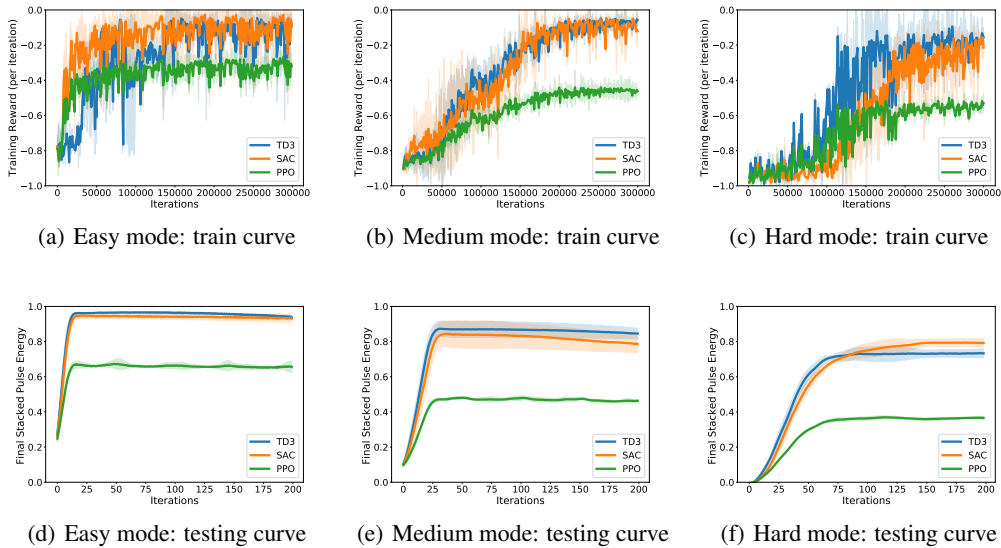 0.0
−0.2
−0.4
−0.6
−0.8
−1.0
Training Reward (per iteration)
TD3
SAC
PPO
0 50000 100000 150000 200000 250000 300000
Iterations
(a) Easy mode: train curve
0.0
−0.2
−0.4
−0.6
−0.8
−1.0
Training Reward (per iteration)
TD3
SAC
PPO
0 50000 100000 150000 200000 250000 300000
Iterations
(b) Medium mode: train curve
0.0
−0.2
−0.4
−0.6
−0.8
−1.0
Training Reward (per iteration)
TD3
SAC
PPO
0 50000 100000 150000 200000 250000 300000
Iterations
(c) Hard mode: train curve
1.0
0.8
0.6
0.4
0.2
0.0
Final Stacked Pulse Energy
TD3
SAC
PPO
0 25 50 75 100 125 150 175 200
Iterations
(d) Easy mode: testing curve
1.0
0.8
0.6
0.4
0.2
0.0
Final Stacked Pulse Energy
TD3
SAC
PPO
0 25 50 75 100 125 150 175 200
Iterations
(e) Medium mode: testing curve
1.0
0.8
0.6
0.4
0.2
0.0
Final Stacked Pulse Energy
TD3
SAC
PPO
0 25 50 75 100 125 150 175 200
Iterations
(f) Hard mode: testing curve